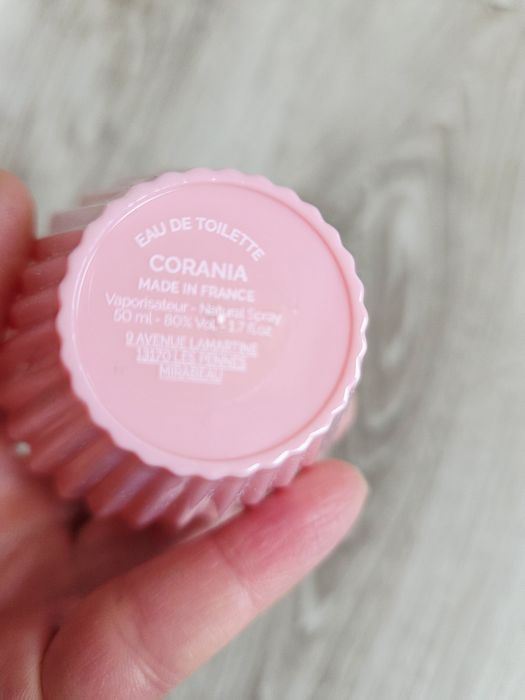 EAU DE TOILETTE
CORANIA
MADE IN FRANCE
Vaporisateur - Natural Spray
50 ml - 80% Vol. - 1.7 fl.oz
9 AVENUE LAMARTINE
13170 LES PENNES
MIRABEAU